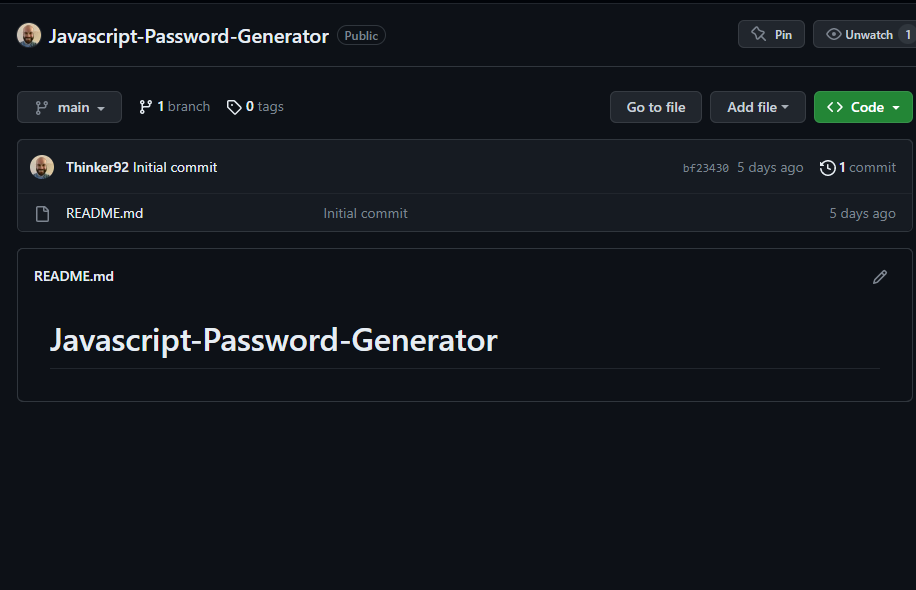 Javascript-Password-Generator Public Pin Unwatch 1
main 1 branch 0 tags Go to file Add file Code
Thinker92 Initial commit bf23430 5 days ago 1 commit
README.md Initial commit 5 days ago
README.md
Javascript-Password-Generator